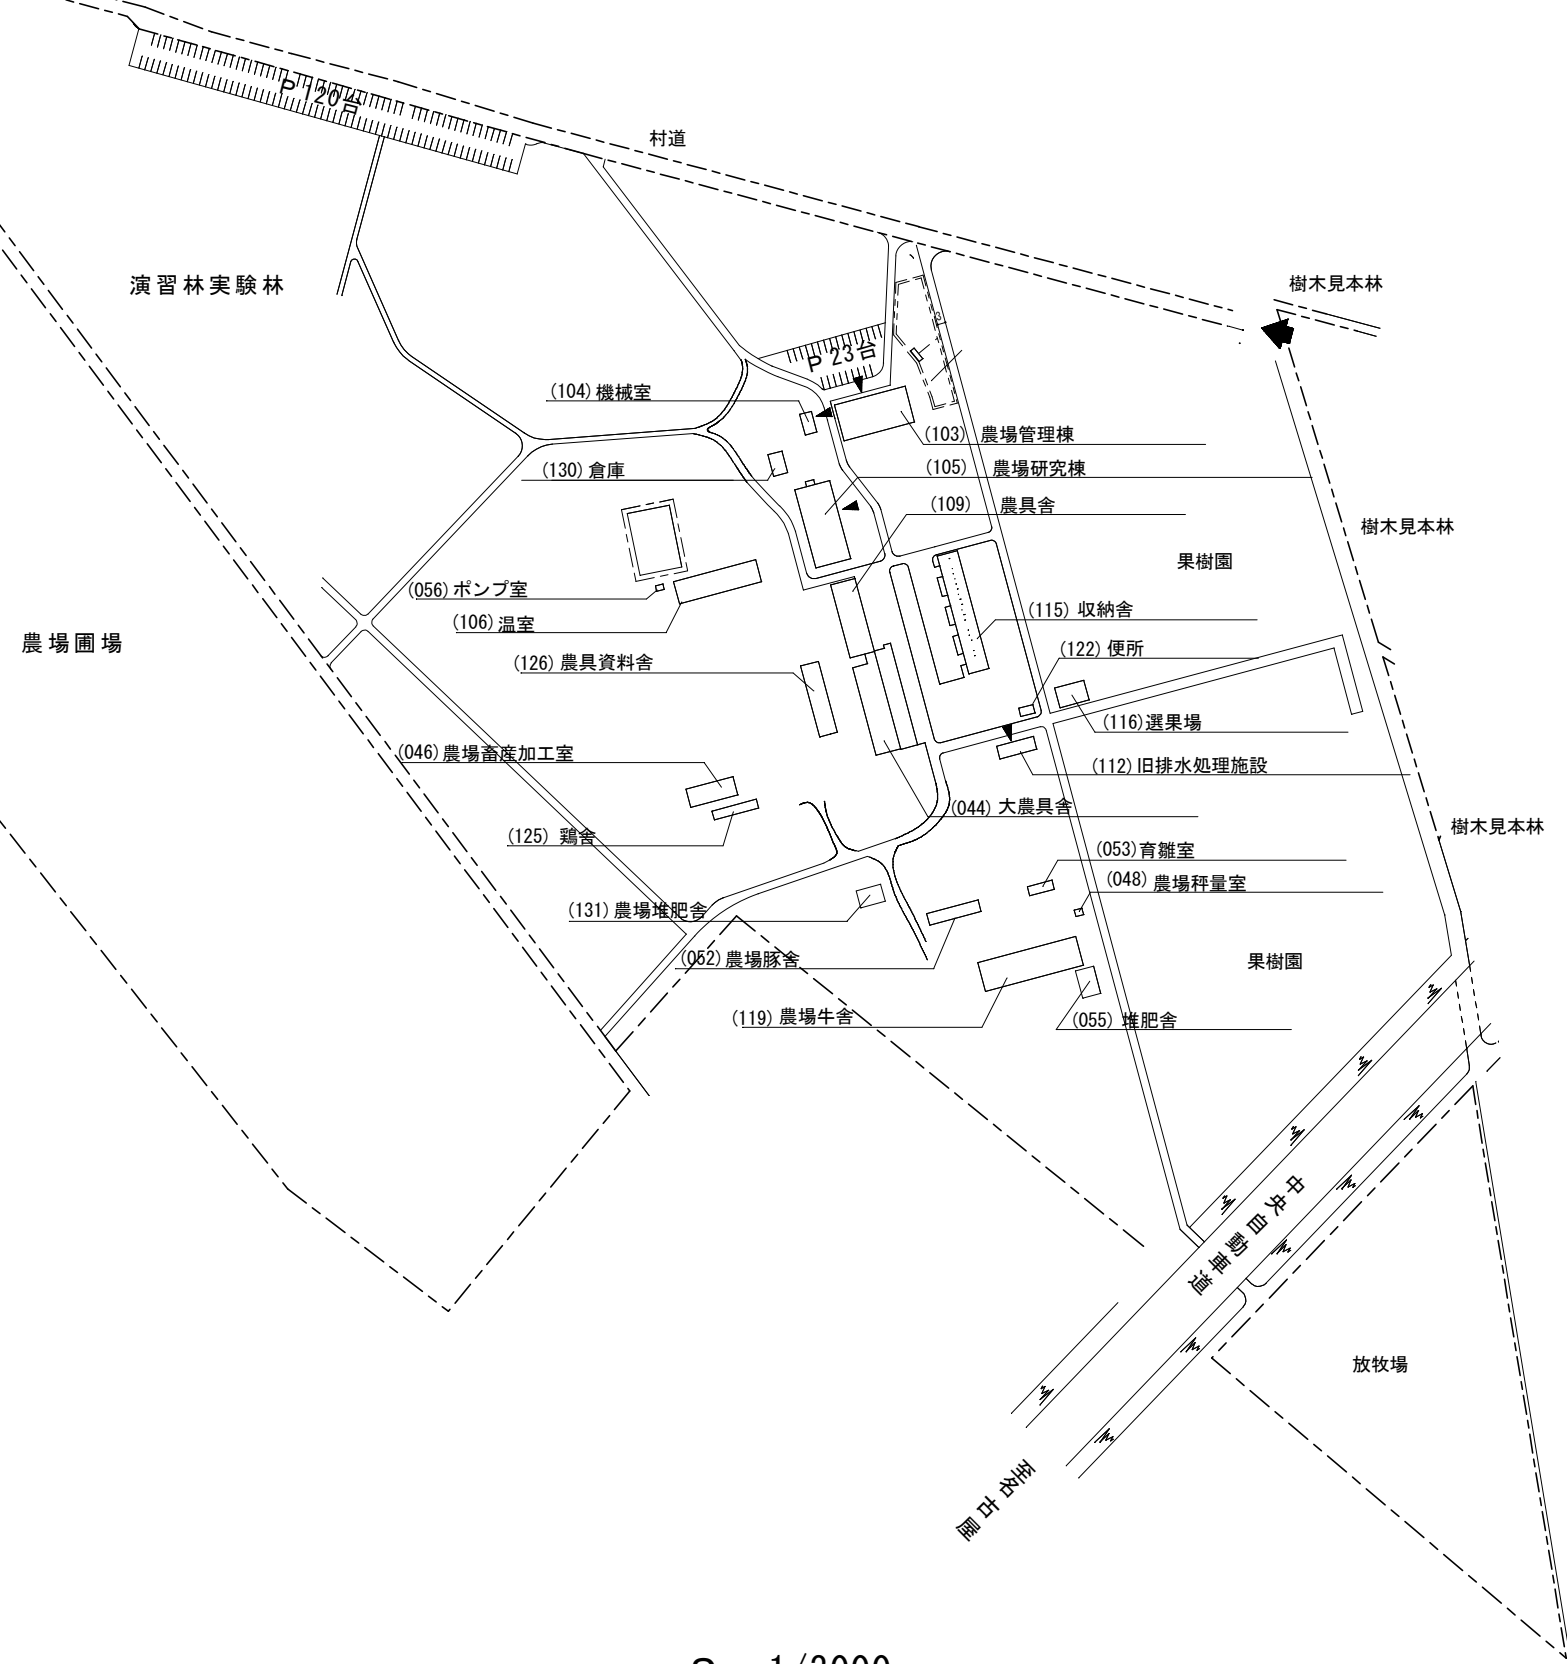 P 120台
村道
演習林実験林
樹木見本林
3
P 23台
(104) 機械室
(103) 農場管理棟
(130) 倉庫
(105) 農場研究棟
(109) 農具舎
樹木見本林
果樹園
(056) ポンプ室
(106) 温室
(115) 収納舎
農場圃場
(122) 便所
(126) 農具資料舎
(116) 選果場
(046) 農場畜産加工室
(112) 旧排水処理施設
(044) 大農具舎
(125) 鶏舎
樹木見本林
(053) 育雛室
(048) 農場秤量室
(131) 農場堆肥舎
(052) 農場豚舎
果樹園
(119) 農場牛舎
(055) 堆肥舎
中央自動車道
放牧場
至名古屋